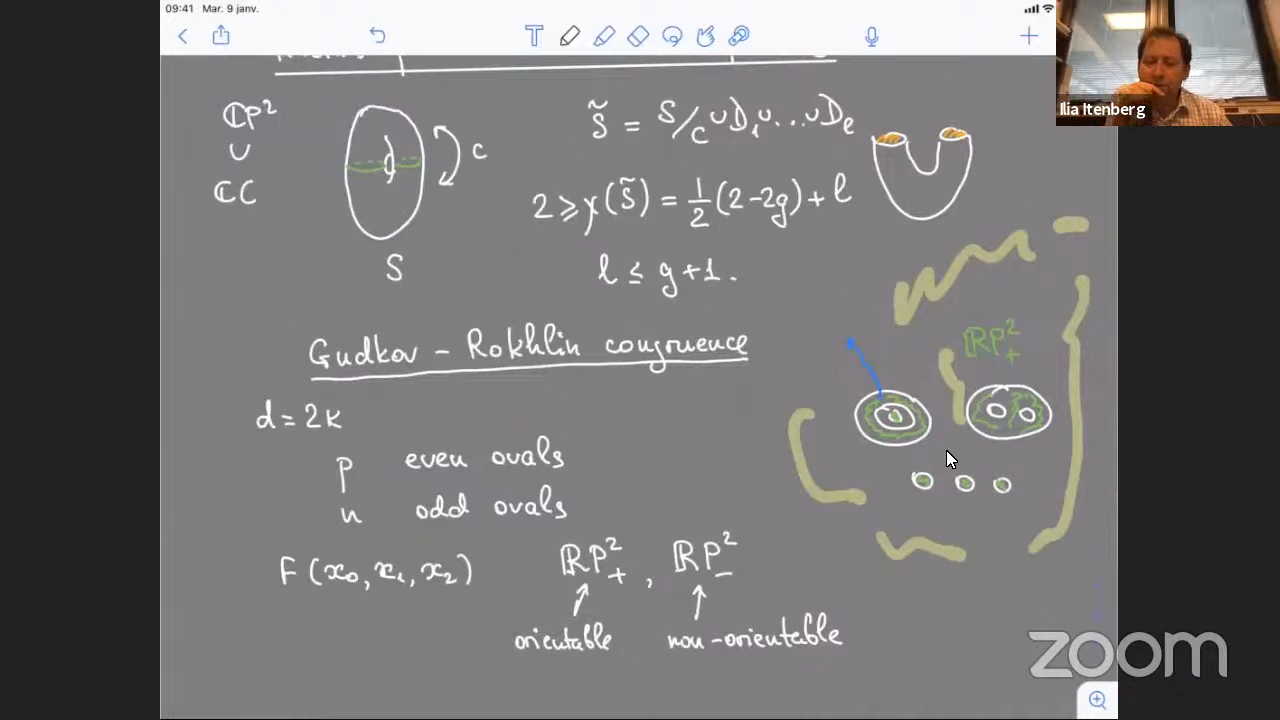 09:41 Mar. 9 janv.
Ilia Itenberg
ℂP²
∪
ℂC
c
S
S̃ = S/c ∪ D₁ ∪ ... ∪ Dₗ
2 ≥ χ(S̃) = 1/2 (2-2g) + l
l ≤ g+1.
Gudkov - Rokhlin congruence
ℝP²₊
d = 2k
p even ovals
n odd ovals
F(x₀, x₁, x₂) ℝP²₊, ℝP²₋
orientable non-orientable
zoom